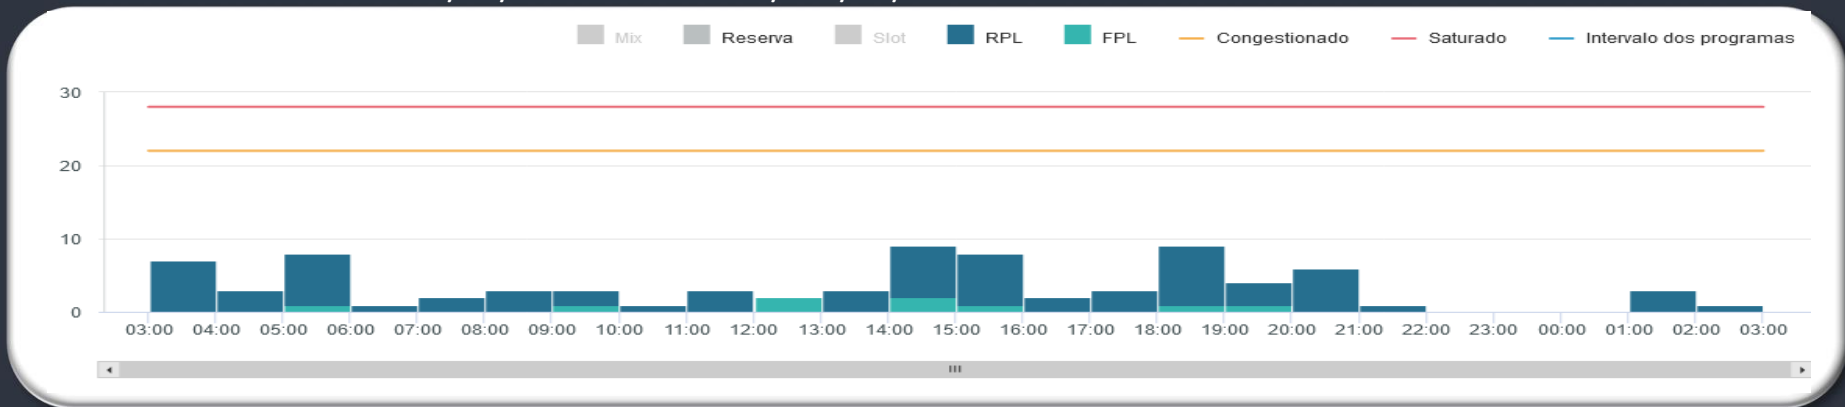 Mix Reserva Slot RPL FPL Congestionado Saturado Intervalo dos programas
30
20
10
0
03:00 04:00 05:00 06:00 07:00 08:00 09:00 10:00 11:00 12:00 13:00 14:00 15:00 16:00 17:00 18:00 19:00 20:00 21:00 22:00 23:00 00:00 01:00 02:00 03:00